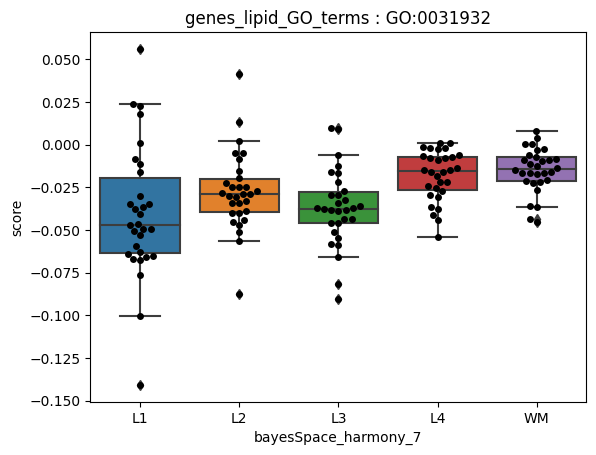 genes_lipid_GO_terms : GO:0031932
0.050
0.025
0.000
−0.025
−0.050
−0.075
−0.100
−0.125
−0.150
score
L1 L2 L3 L4 WM
bayesSpace_harmony_7